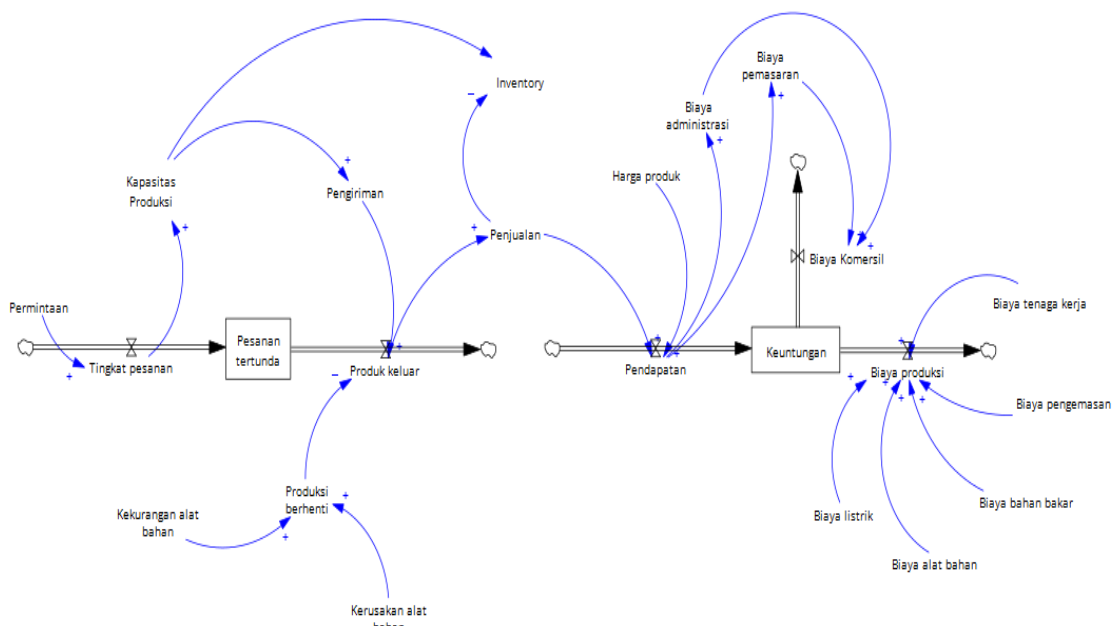 Biaya
pemasaran
Inventory
Biaya
administrasi
Harga produk
Kapasitas
Produksi
Pengiriman
Penjualan
Biaya Komersil
Permintaan
Biaya tenaga kerja
Pesanan
tertunda
Keuntungan
Tingkat pesanan
Produk keluar
Pendapatan
Biaya produksi
Biaya pengemasan
Produksi
berhenti
Kekurangan alat
bahan
Biaya listrik
Biaya bahan bakar
Biaya alat bahan
Kerusakan alat
bahan